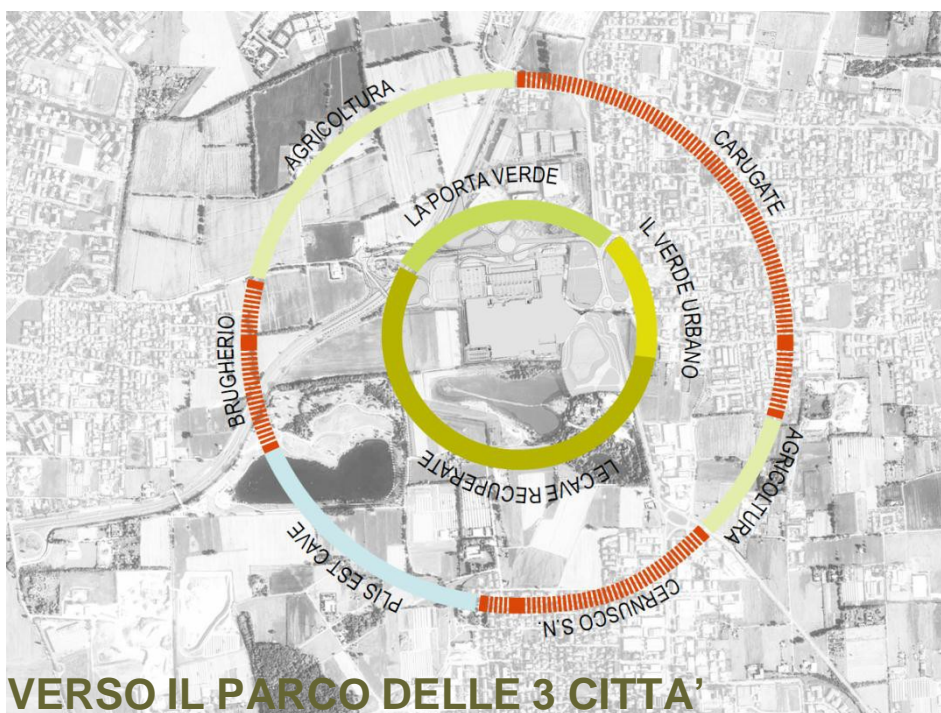 AGRICOLTURA
CARUGATE
LA PORTA VERDE
IL VERDE URBANO
BRUGHERIO
LE CAVE RECUPERATE
AGRICOLTURA
PLIS EST CAVE
CERNUSCO S.N.
VERSO IL PARCO DELLE 3 CITTA'